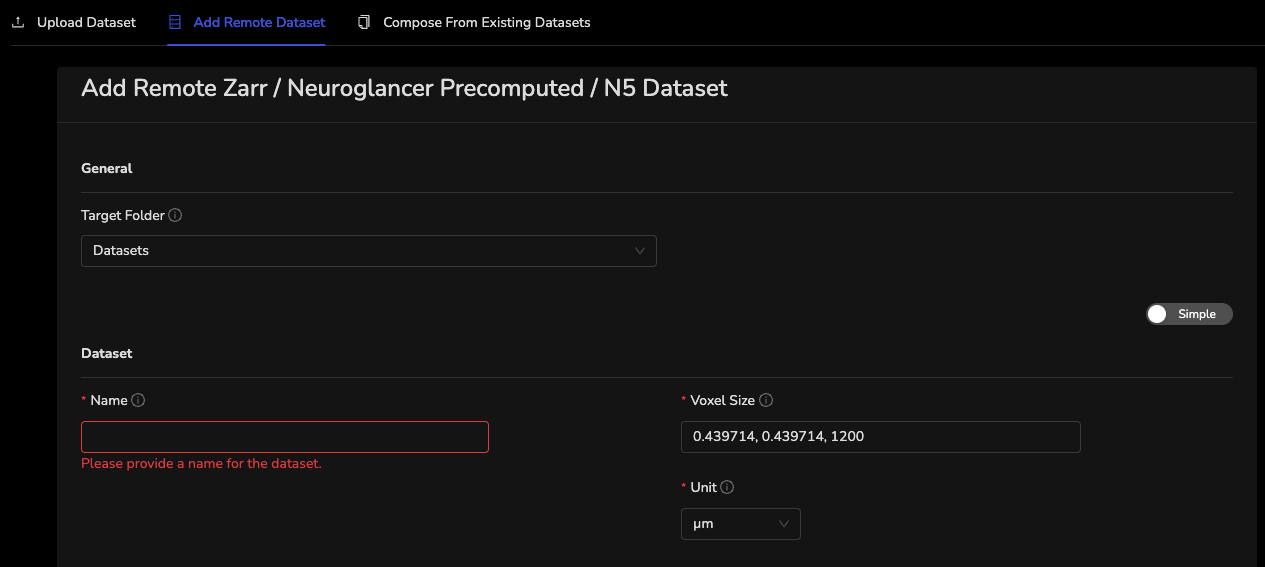 Upload Dataset
Add Remote Dataset
Compose From Existing Datasets
Add Remote Zarr / Neuroglancer Precomputed / N5 Dataset
General
Target Folder
Datasets
Simple
Dataset
* Name
* Voxel Size
0.439714, 0.439714, 1200
Please provide a name for the dataset.
* Unit
µm